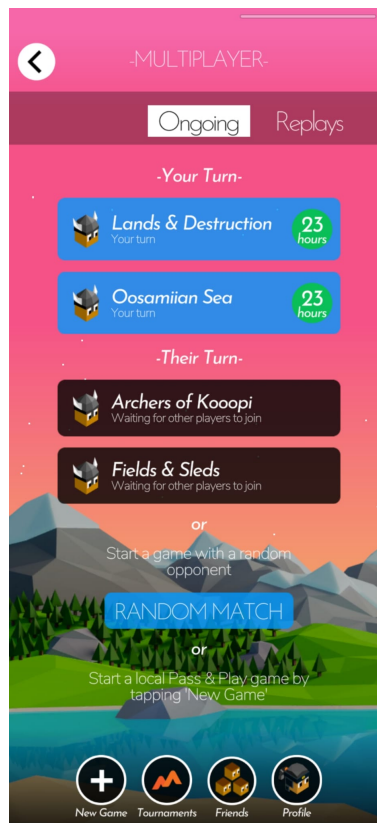 -MULTIPLAYER-
Ongoing Replays
-Your Turn-
Lands & Destruction
Your turn
23
hours
Oosamiian Sea
Your turn
23
hours
-Their Turn-
Archers of Kooopi
Waiting for other players to join
Fields & Sleds
Waiting for other players to join
or
Start a game with a random
opponent
RANDOM MATCH
or
Start a local Pass & Play game by
tapping 'New Game'
New Game Tournaments Friends Profile